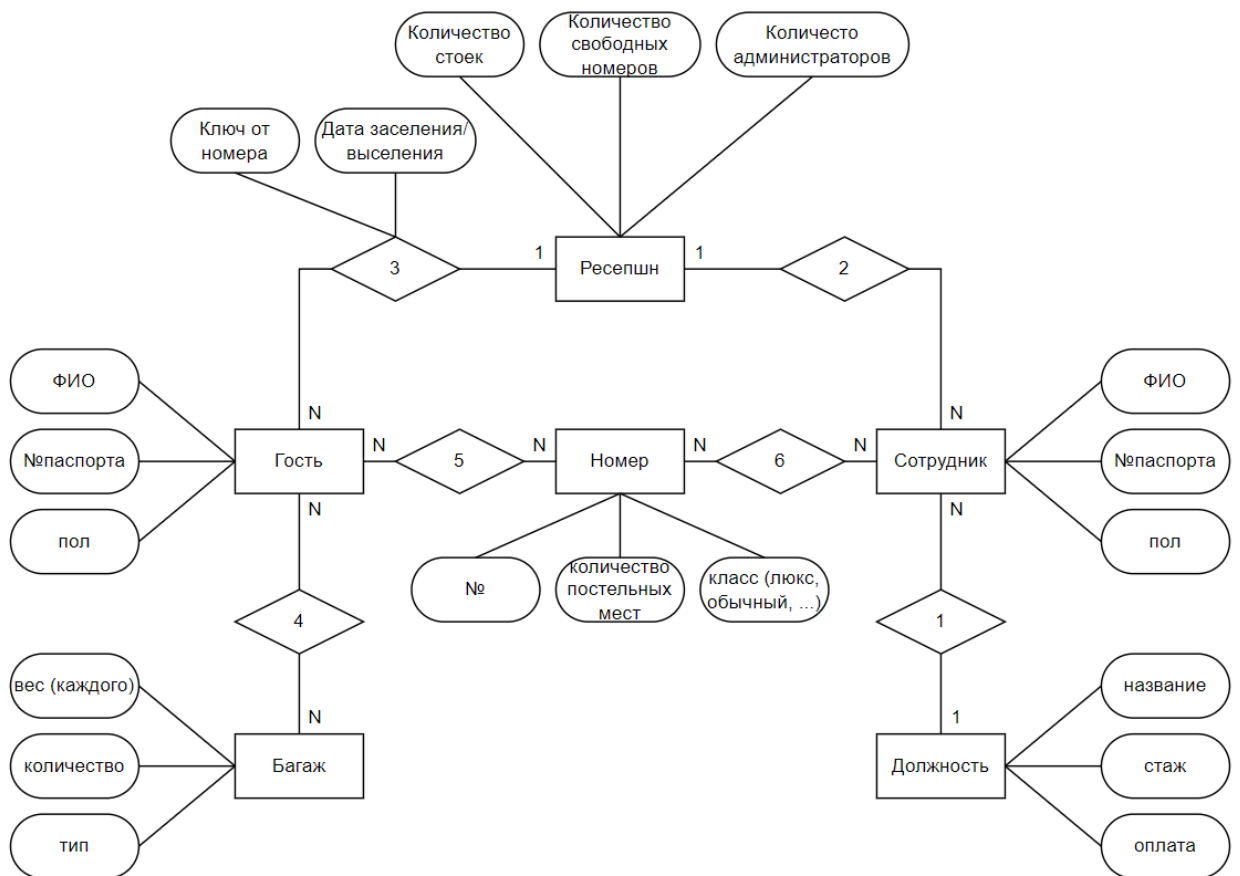 Количество
стоек
Количество
свободных
номеров
Количесто
администраторов
Ключ от
номера
Дата заселения/
выселения
3
1
Ресепшн
1
2
ФИО
№паспорта
пол
N
Гость
N
N
5
N
Номер
N
6
N
N
Сотрудник
N
ФИО
№паспорта
пол
№
количество
постельных
мест
класс (люкс,
обычный, ...)
4
1
вес (каждого)
количество
тип
N
Багаж
1
Должность
название
стаж
оплата